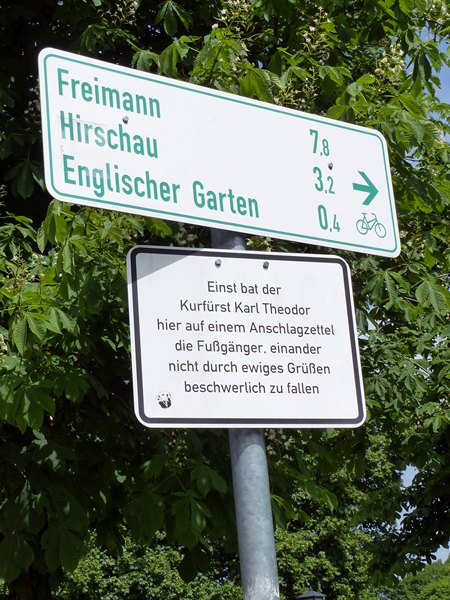 Freimann 7,8
Hirschau 3,2
Englischer Garten 0,4
Einst bat der
Kurfürst Karl Theodor
hier auf einem Anschlagzettel
die Fußgänger, einander
nicht durch ewiges Grüßen
beschwerlich zu fallen